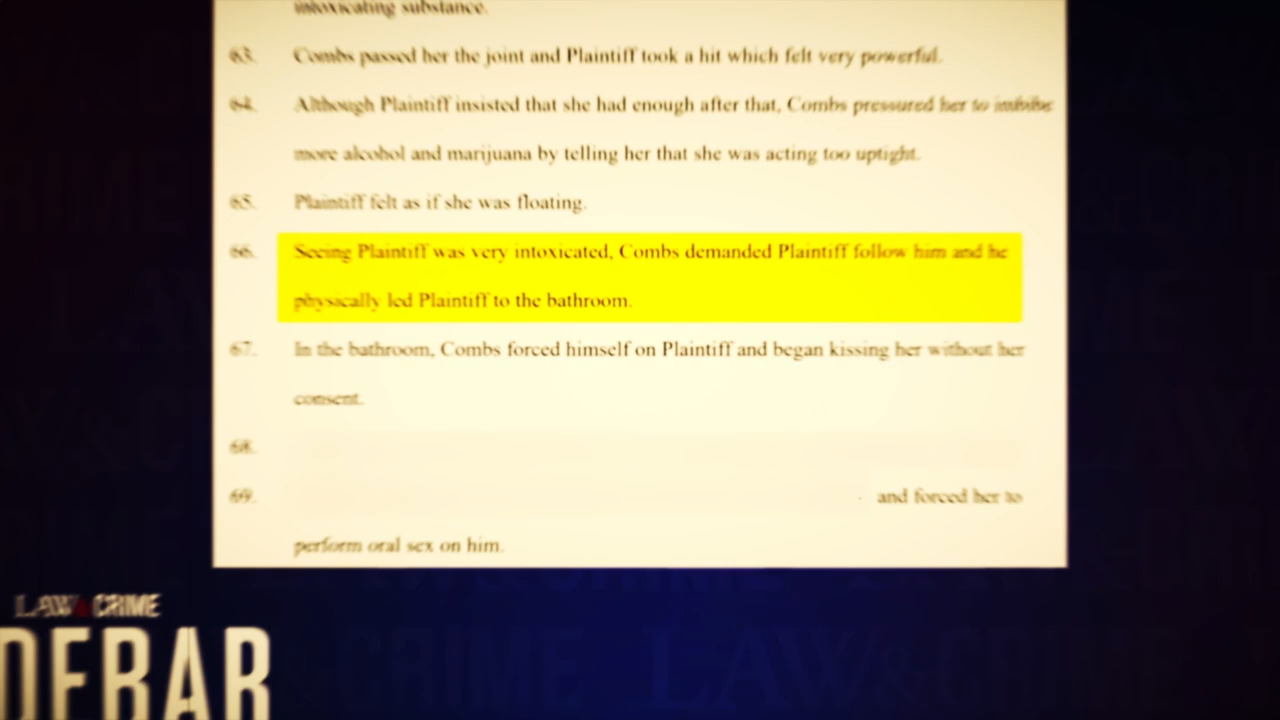 intoxicating substance.
63. Combs passed her the joint and Plaintiff took a hit which felt very powerful.
64. Although Plaintiff insisted that she had enough after that, Combs pressured her to imbibe
more alcohol and marijuana by telling her that she was acting too uptight.
65. Plaintiff felt as if she was floating.
66. Seeing Plaintiff was very intoxicated, Combs demanded Plaintiff follow him and he
physically led Plaintiff to the bathroom.
67. In the bathroom, Combs forced himself on Plaintiff and began kissing her without her
consent.
68.
69. and forced her to
perform oral sex on him.
LAW & CRIME
DEBAR